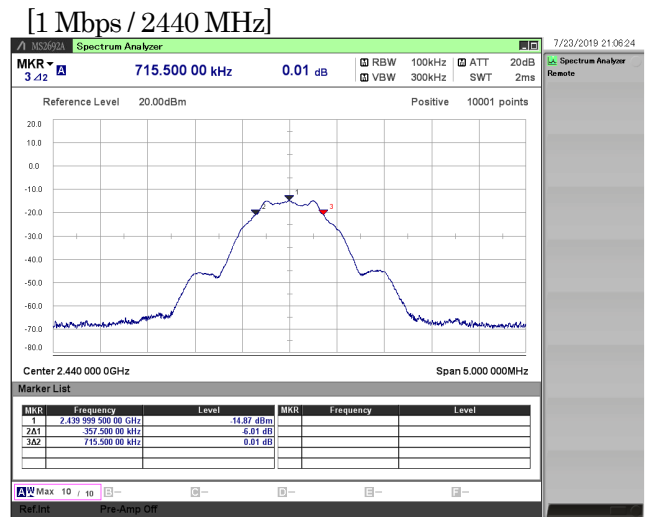 [1 Mbps / 2440 MHz]
MS2692A Spectrum Analyzer
7/23/2019 21:06:24
MKR 3 Δ2 A 715.500 00 kHz 0.01 dB
RBW 100kHz ATT 20dB
VBW 300kHz SWT 2ms
Spectrum Analyzer
Remote
Reference Level 20.00dBm Positive 10001 points
20.0
10.0
0.0
-10.0
-20.0
-30.0
-40.0
-50.0
-60.0
-70.0
-80.0
1
2
3
Center 2.440 000 0GHz Span 5.000 000MHz
Marker List
MKR Frequency Level MKR Frequency Level
1 2.439 999 500 00 GHz -14.87 dBm
2Δ1 -357.500 00 kHz -6.01 dB
3Δ2 715.500 00 kHz 0.01 dB
A W Max 10 / 10 B – C – D – E – F –
Ref.Int Pre-Amp Off